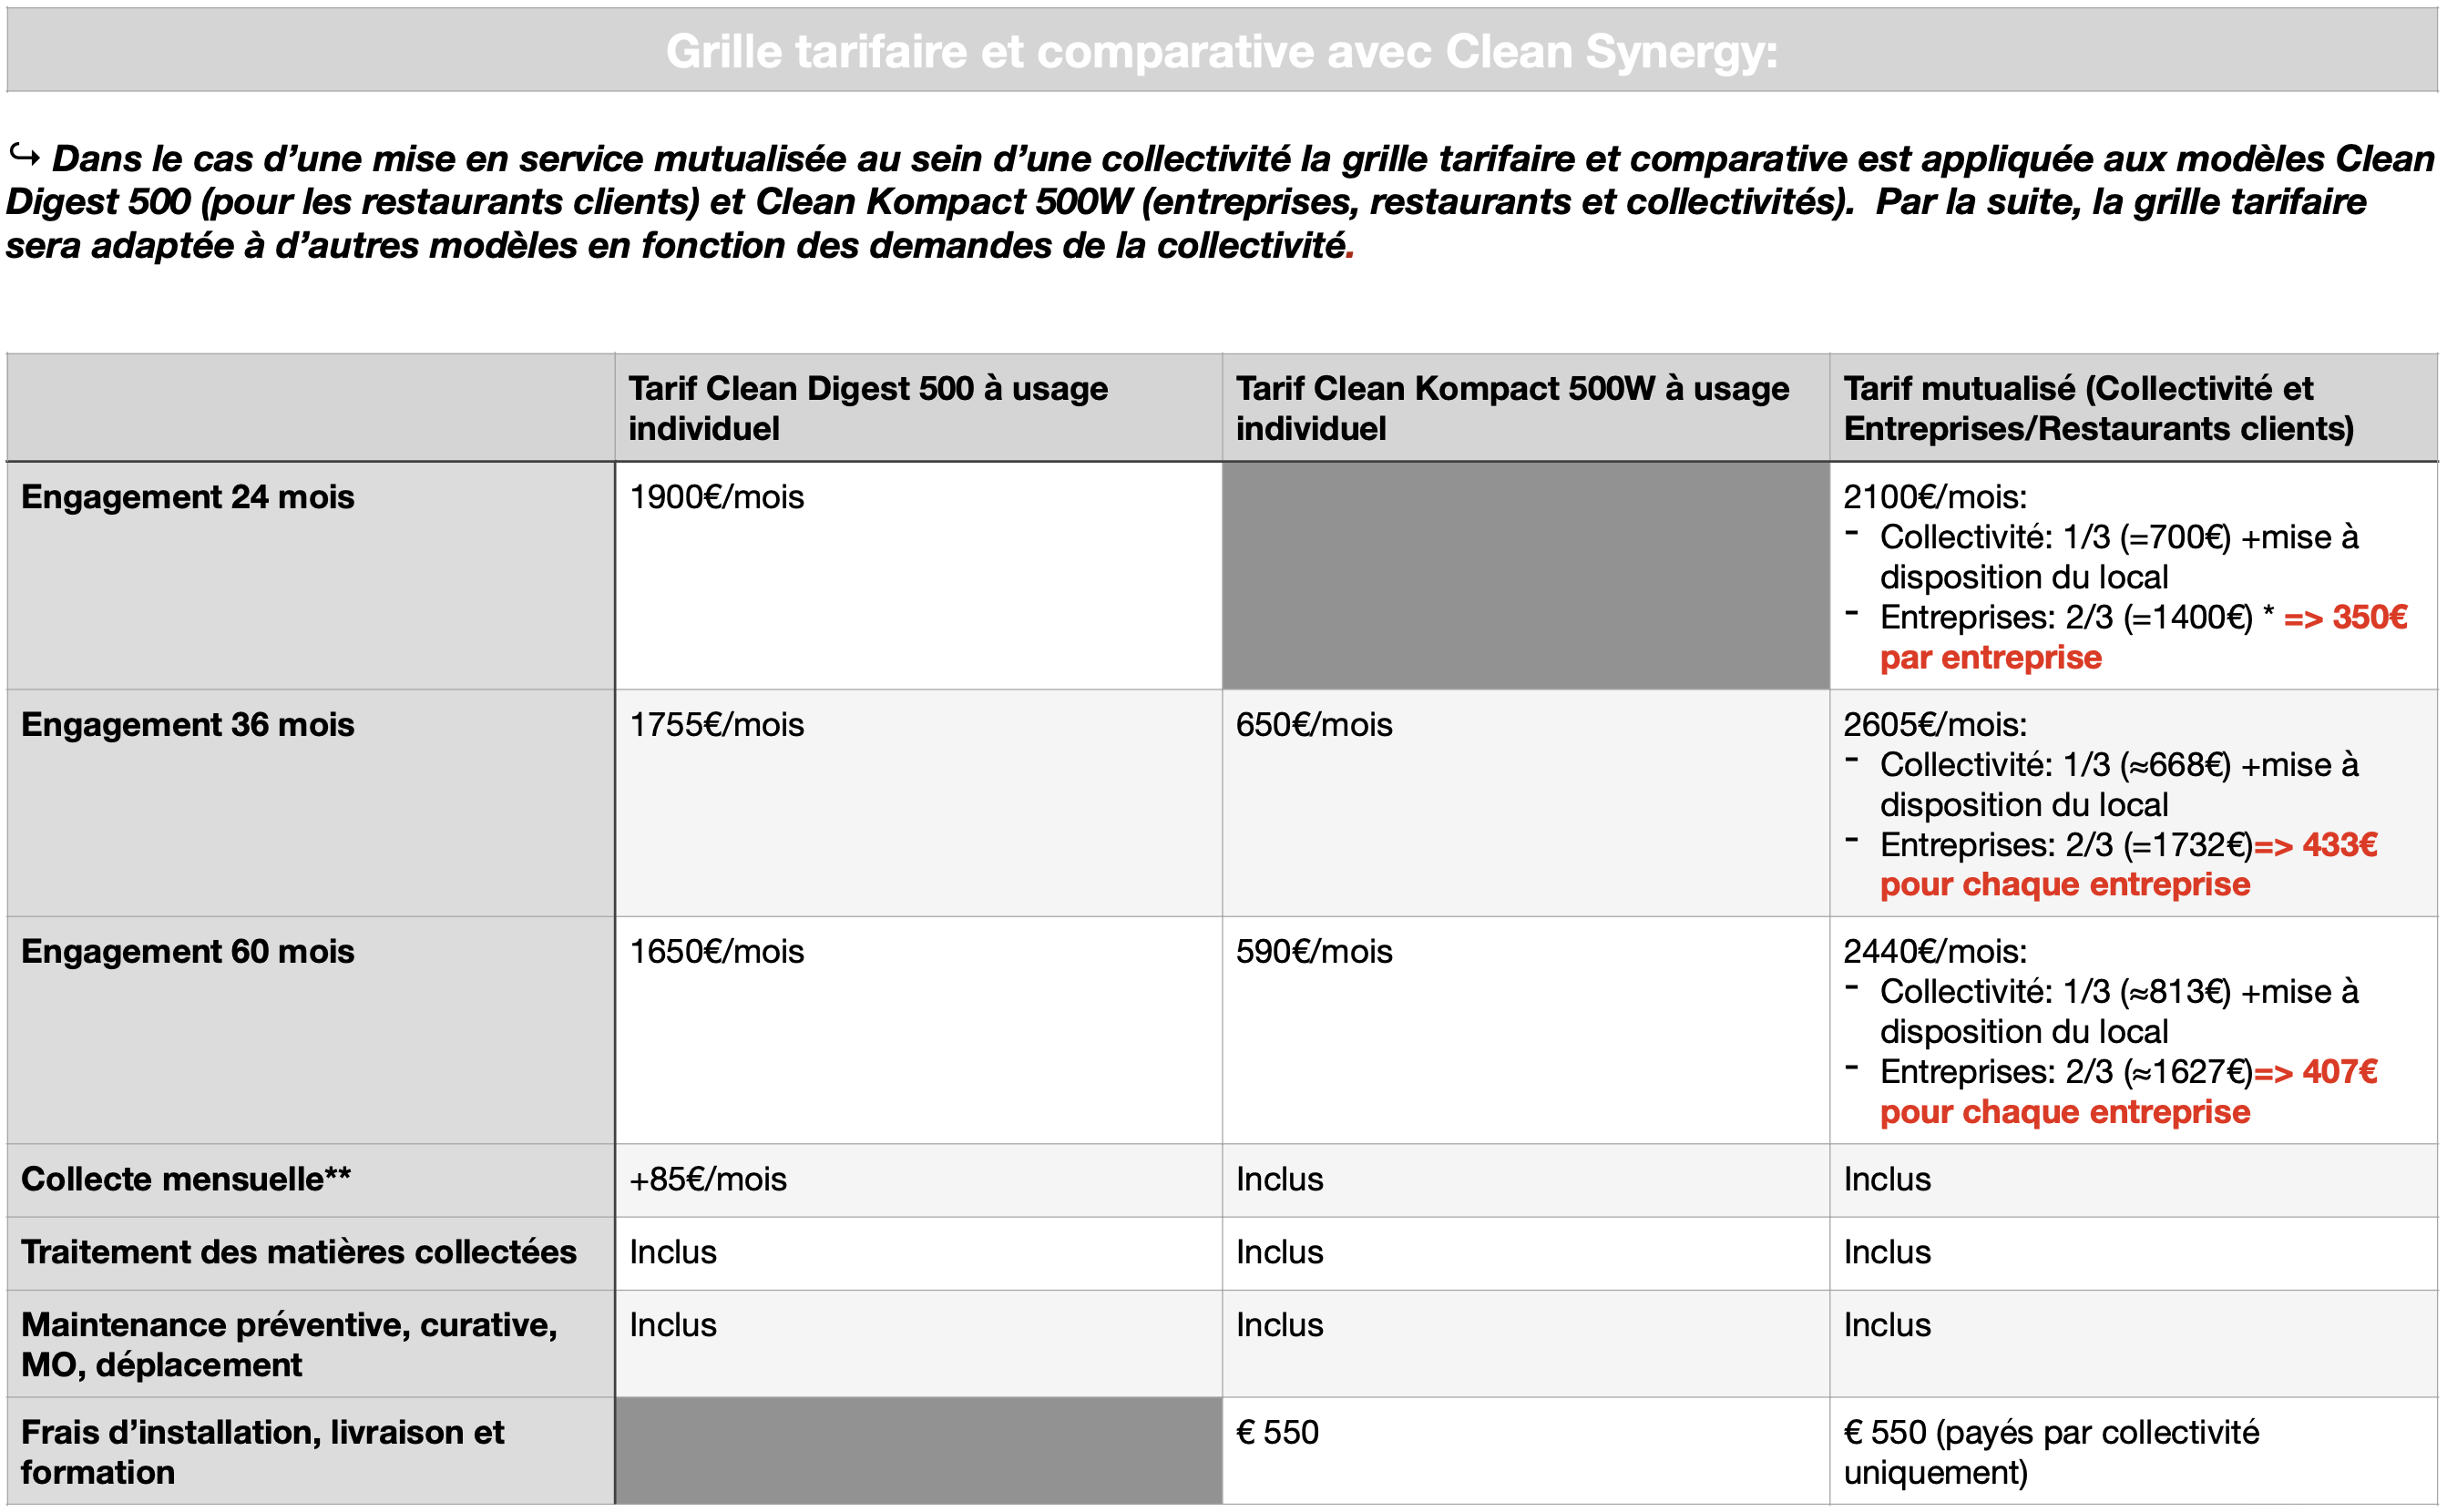 Grille tarifaire et comparative avec Clean Synergy:
↪ Dans le cas d’une mise en service mutualisée au sein d’une collectivité la grille tarifaire et comparative est appliquée aux modèles Clean
Digest 500 (pour les restaurants clients) et Clean Kompact 500W (entreprises, restaurants et collectivités).  Par la suite, la grille tarifaire
sera adaptée à d’autres modèles en fonction des demandes de la collectivité.
Tarif Clean Digest 500 à usage
individuel
Tarif Clean Kompact 500W à usage
individuel
Tarif mutualisé (Collectivité et
Entreprises/Restaurants clients)
Engagement 24 mois
1900€/mois
2100€/mois:
- Collectivité: 1/3 (=700€) +mise à
disposition du local
- Entreprises: 2/3 (=1400€) * => 350€
par entreprise
Engagement 36 mois
1755€/mois
650€/mois
2605€/mois:
- Collectivité: 1/3 (≈668€) +mise à
disposition du local
- Entreprises: 2/3 (=1732€)=> 433€
pour chaque entreprise
Engagement 60 mois
1650€/mois
590€/mois
2440€/mois:
- Collectivité: 1/3 (≈813€) +mise à
disposition du local
- Entreprises: 2/3 (≈1627€)=> 407€
pour chaque entreprise
Collecte mensuelle**
+85€/mois
Inclus
Inclus
Traitement des matières collectées
Inclus
Inclus
Inclus
Maintenance préventive, curative,
MO, déplacement
Inclus
Inclus
Inclus
Frais d’installation, livraison et
formation
€ 550
€ 550 (payés par collectivité
uniquement)